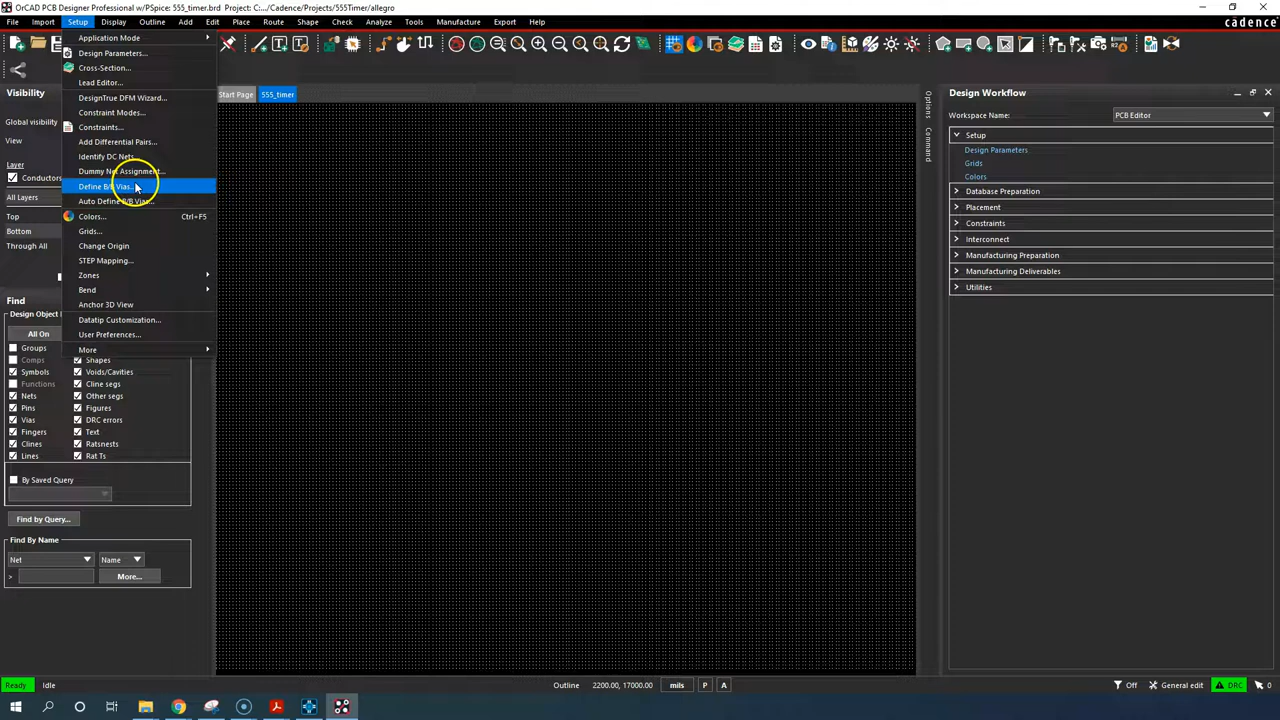 OrCAD PCB Designer Professional w/PSpice: 555_timer.brd Project: C:/.../Cadence/Projects/555Timer/allegro
File Import Setup Display Outline Add Edit Place Route Shape Check Analyze Tools Manufacture Export Help
cadence
Application Mode
Design Parameters...
Cross-Section...
Lead Editor...
DesignTrue DFM Wizard...
Constraint Modes...
Constraints...
Add Differential Pairs...
Identify DC Nets
Dummy Net Assignment...
Define B/B Vias...
Auto Define B/B Vias...
Colors... Ctrl+F5
Grids...
Change Origin
STEP Mapping...
Zones
Bend
Anchor 3D View
Datatip Customization...
User Preferences...
More
Visibility
Global visibility
View
Layer
Conductors
All Layers
Top
Bottom
Through All
Start Page 555_timer
Options
Command
Find
Design Object
All On
Groups
Comps Shapes
Symbols Voids/Cavities
Functions Cline segs
Nets Other segs
Pins Figures
Vias DRC errors
Fingers Text
Clines Ratsnests
Lines Rat Ts
By Saved Query
Find by Query...
Find By Name
Net Name
>
More...
Design Workflow
Workspace Name: PCB Editor
Setup
Design Parameters
Grids
Colors
Database Preparation
Placement
Constraints
Interconnect
Manufacturing Preparation
Manufacturing Deliverables
Utilities
Ready Idle Outline 2200.00, 17000.00 mils P A Off General edit DRC 0